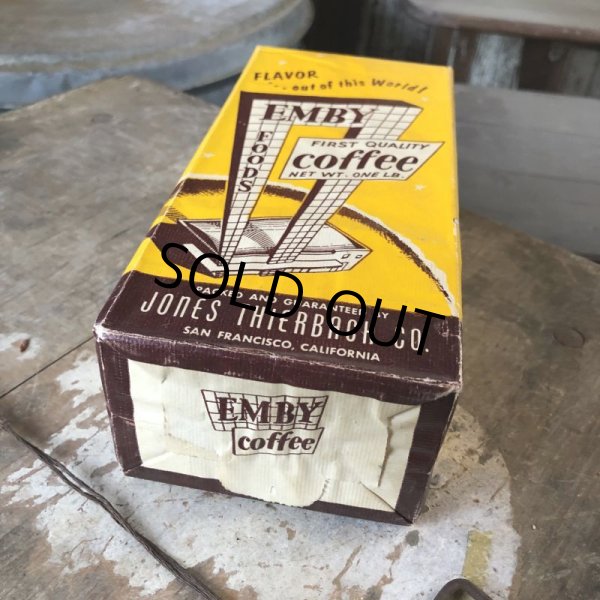 FLAVOR
...out of this World!
EMBY
FOODS
FIRST QUALITY
coffee
NET WT. ONE LB.
PACKED AND GUARANTEED BY
JONES THIERBACH CO.
SAN FRANCISCO, CALIFORNIA
SOLD OUT
EMBY
coffee